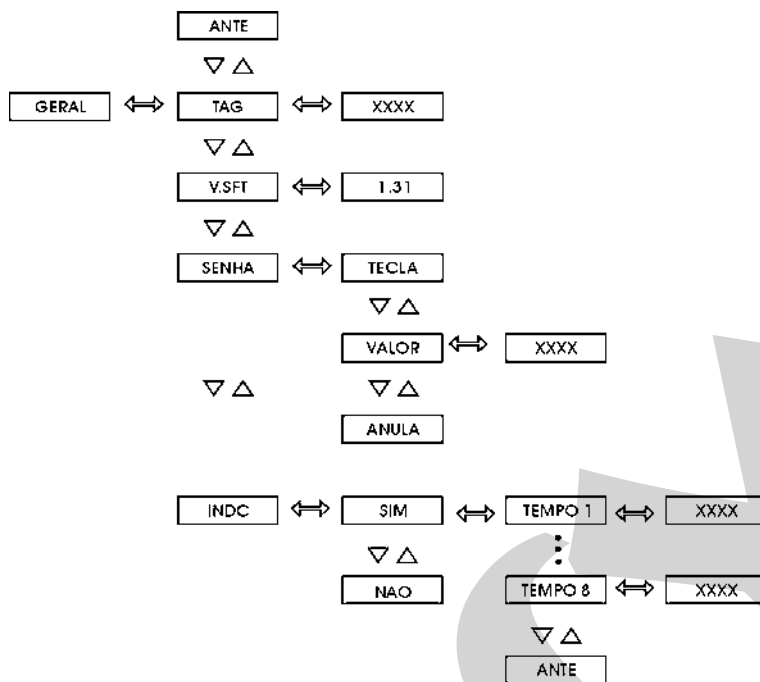 ANTE
GERAL TAG XXXX
V.SFT 1.31
SENHA TECLA
VALOR XXXX
ANULA
INDC SIM TEMPO 1 XXXX
NAO TEMPO 8 XXXX
ANTE